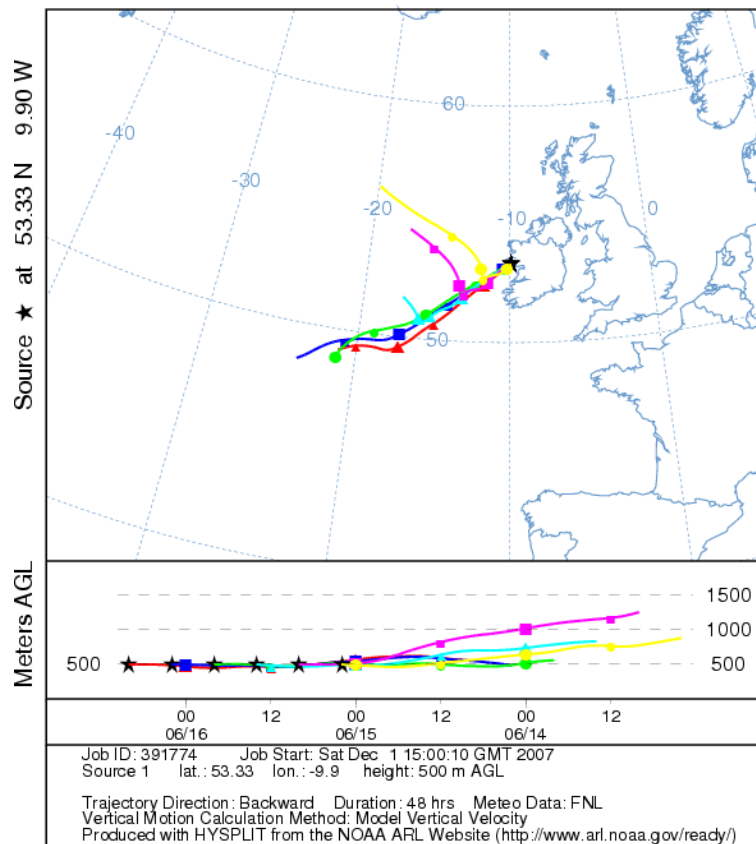 Source ★ at 53.33 N 9.90 W
60
-40
-30
-20
-10
0
50
Meters AGL
1500
1000
500
500
00 12 00 12 00 12
06/16 06/15 06/14
Job ID: 391774 Job Start: Sat Dec 1 15:00:10 GMT 2007
Source 1 lat.: 53.33 lon.: -9.9 height: 500 m AGL
Trajectory Direction: Backward Duration: 48 hrs Meteo Data: FNL
Vertical Motion Calculation Method: Model Vertical Velocity
Produced with HYSPLIT from the NOAA ARL Website (http://www.arl.noaa.gov/ready/)